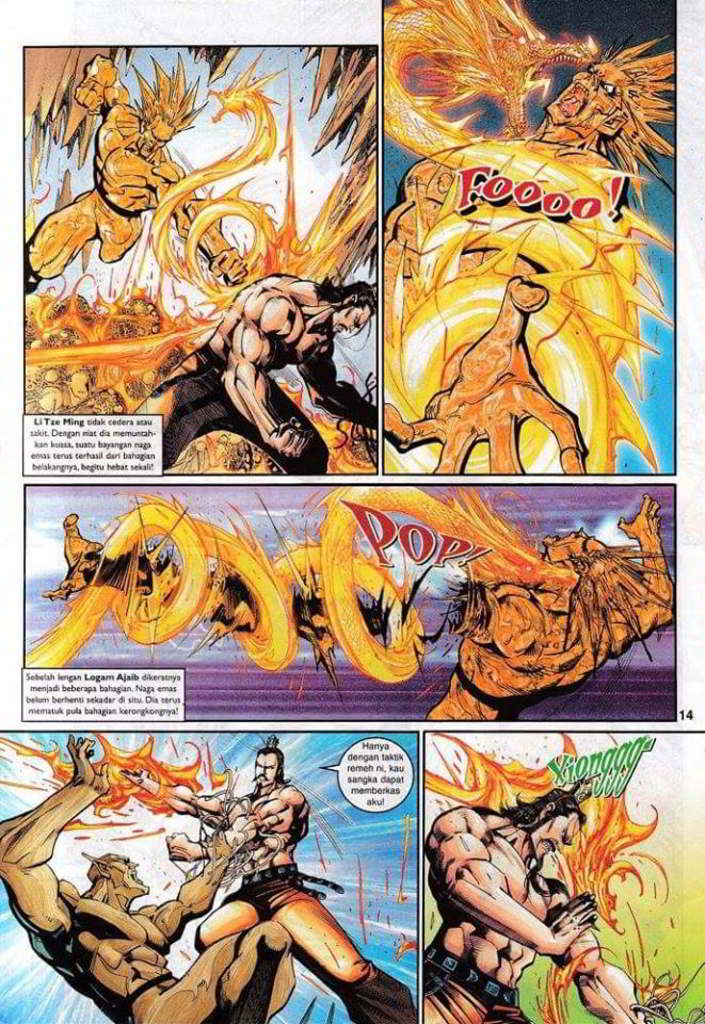 Li Tze Ming tidak cedera atau
sakit. Dengan niat dia memuntah-
kan kuasa, suatu bayangan naga
emas terus terhasil dari bahagian
belakangnya, begitu hebat sekali!
Foooo!
POP!
Sebelah lengan Logam Ajaib dikeratnya
menjadi beberapa bahagian. Naga emas
belum berhenti sekadar di situ. Dia terus
mematuk pula bahagian kerongkongnya!
14
Hanya
dengan taktik
remeh ni, kau
sangka dapat
memberkas
aku!